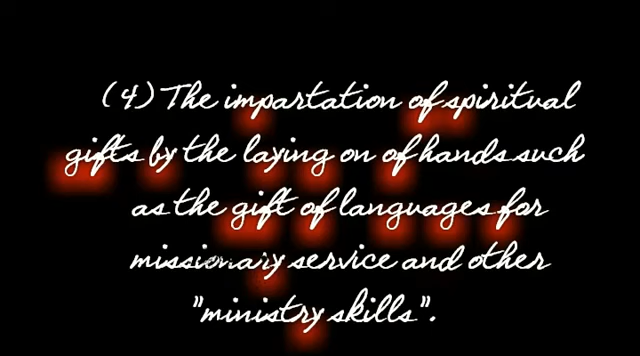 (4) The impartation of spiritual
gifts by the laying on of hands such
as the gift of languages for
missionary service and other
"ministry skills".